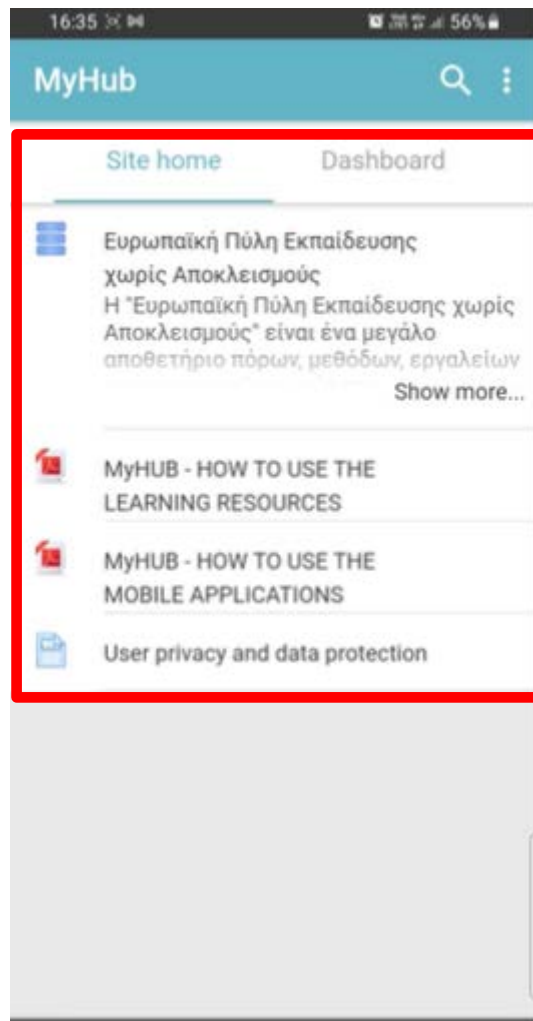 16:35 56%
MyHub
Site home Dashboard
Ευρωπαϊκή Πύλη Εκπαίδευσης
χωρίς Αποκλεισμούς
Η "Ευρωπαϊκή Πύλη Εκπαίδευσης χωρίς
Αποκλεισμούς" είναι ένα μεγάλο
αποθετήριο πόρων, μεθόδων, εργαλείων
Show more...
MyHUB - HOW TO USE THE
LEARNING RESOURCES
MyHUB - HOW TO USE THE
MOBILE APPLICATIONS
User privacy and data protection